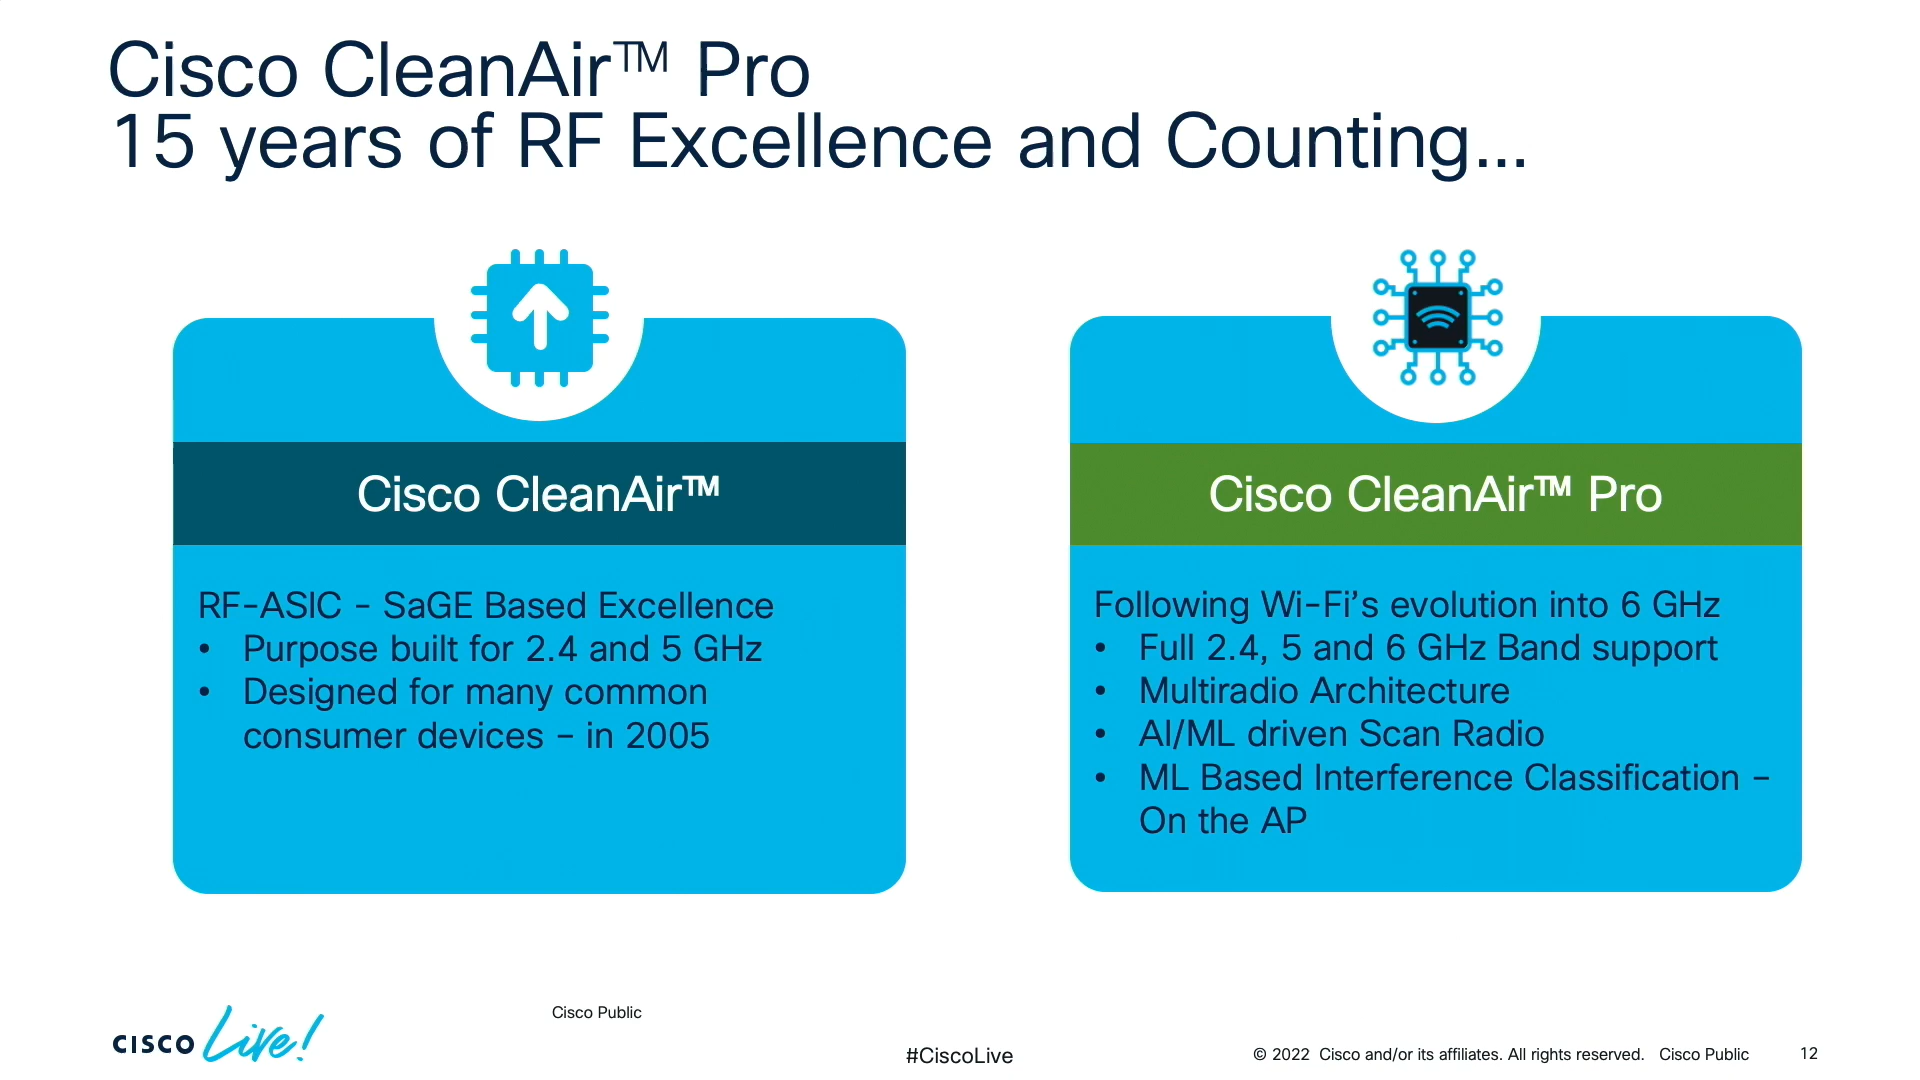 Cisco CleanAir™ Pro
15 years of RF Excellence and Counting...
Cisco CleanAir™
RF-ASIC - SaGE Based Excellence
• Purpose built for 2.4 and 5 GHz
• Designed for many common
consumer devices – in 2005
Cisco CleanAir™ Pro
Following Wi-Fi’s evolution into 6 GHz
• Full 2.4, 5 and 6 GHz Band support
• Multiradio Architecture
• AI/ML driven Scan Radio
• ML Based Interference Classification –
On the AP
CISCO Live!
Cisco Public
#CiscoLive
© 2022 Cisco and/or its affiliates. All rights reserved. Cisco Public
12